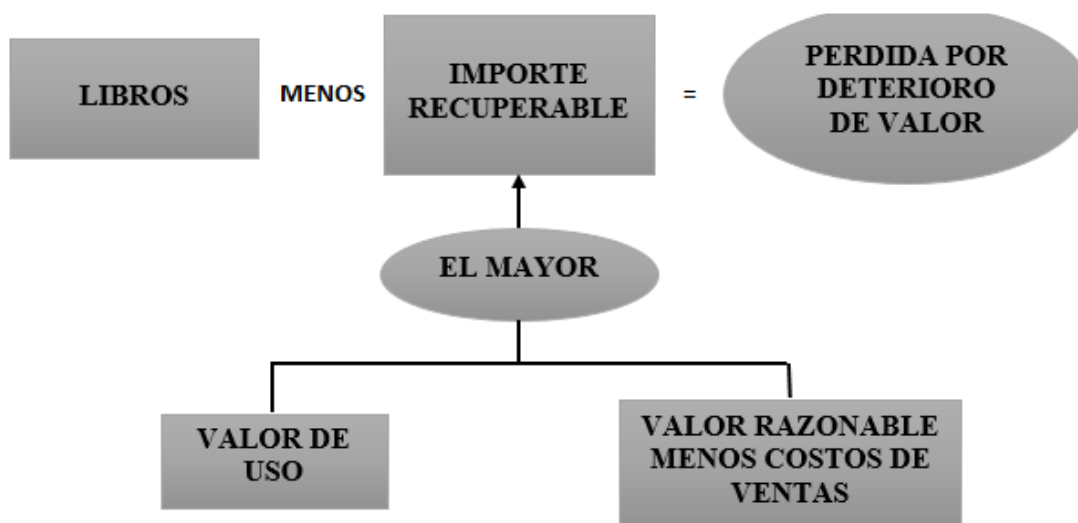 LIBROS
MENOS
IMPORTE
RECUPERABLE
=
PERDIDA POR
DETERIORO
DE VALOR
EL MAYOR
VALOR DE
USO
VALOR RAZONABLE
MENOS COSTOS DE
VENTAS